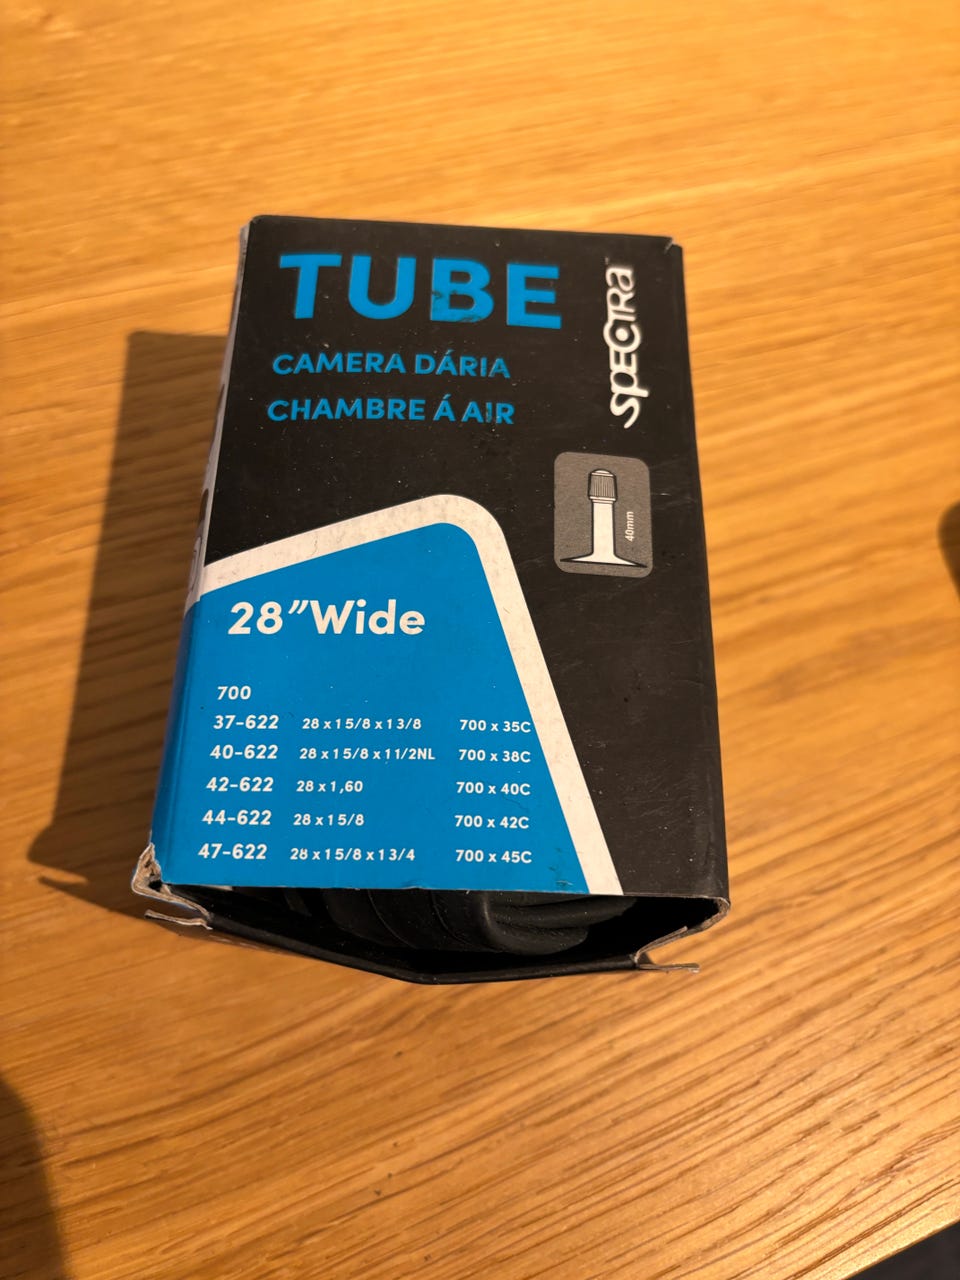 TUBE
CAMERA DÁRIA
CHAMBRE Á AIR
SPECTRa
40mm
28"Wide
700
37-622 28 x 1 5/8 x 1 3/8 700 x 35C
40-622 28 x 1 5/8 x 1 1/2NL 700 x 38C
42-622 28 x 1,60 700 x 40C
44-622 28 x 1 5/8 700 x 42C
47-622 28 x 1 5/8 x 1 3/4 700 x 45C